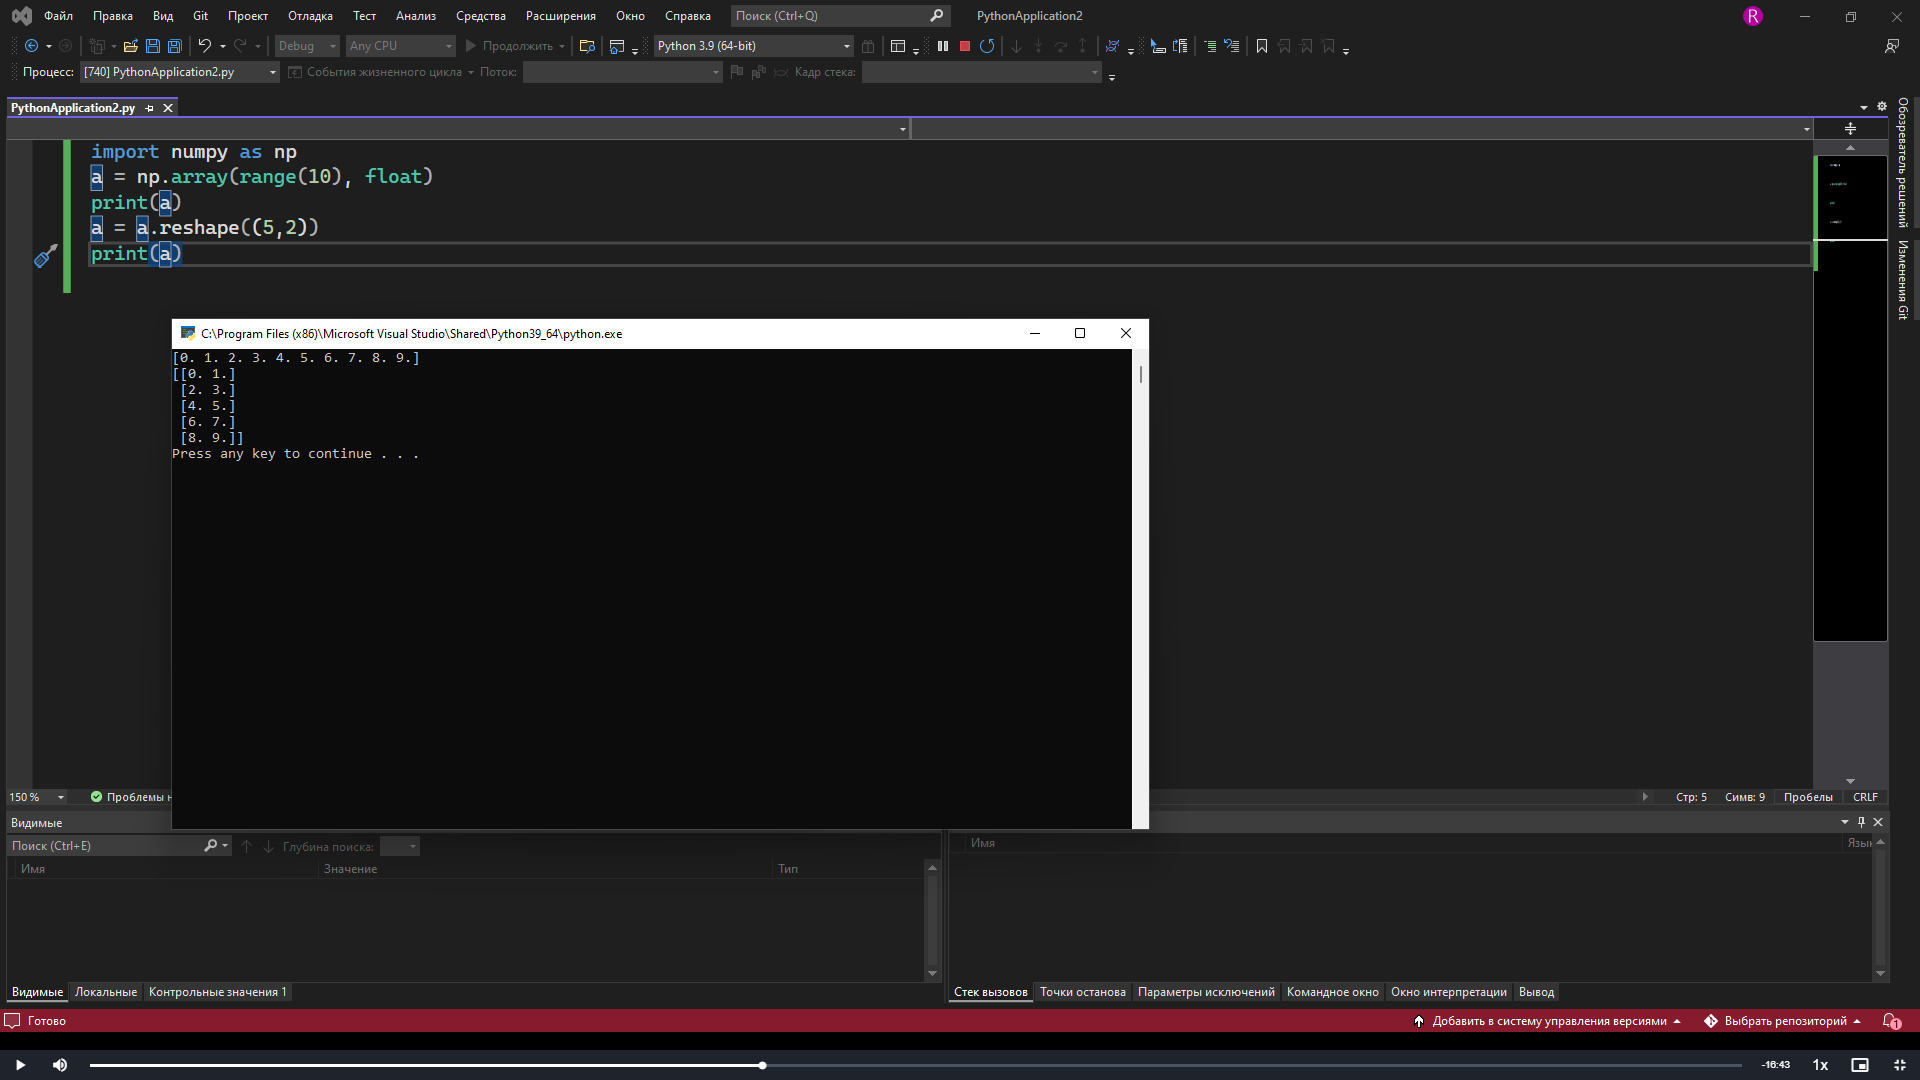 Файл Правка Вид Git Проект Отладка Тест Анализ Средства Расширения Окно Справка Поиск (Ctrl+Q) PythonApplication2 R
Debug Any CPU Продолжить Python 3.9 (64-bit)
Процесс: [740] PythonApplication2.py События жизненного цикла Поток: Кадр стека:
PythonApplication2.py
Обозреватель решений
Изменения Git
import numpy as np
a = np.array(range(10), float)
print(a)
a = a.reshape((5,2))
print(a)
C:\Program Files (x86)\Microsoft Visual Studio\Shared\Python39_64\python.exe
[0. 1. 2. 3. 4. 5. 6. 7. 8. 9.]
[[0. 1.]
[2. 3.]
[4. 5.]
[6. 7.]
[8. 9.]]
Press any key to continue . . .
150 % Проблемы н Стр: 5 Симв: 9 Пробелы CRLF
Видимые
Поиск (Ctrl+E) Глубина поиска:
Имя Значение Тип
Имя Язык
Видимые Локальные Контрольные значения 1
Стек вызовов Точки останова Параметры исключений Командное окно Окно интерпретации Вывод
Готово Добавить в систему управления версиями Выбрать репозиторий 1
-16:43 1x